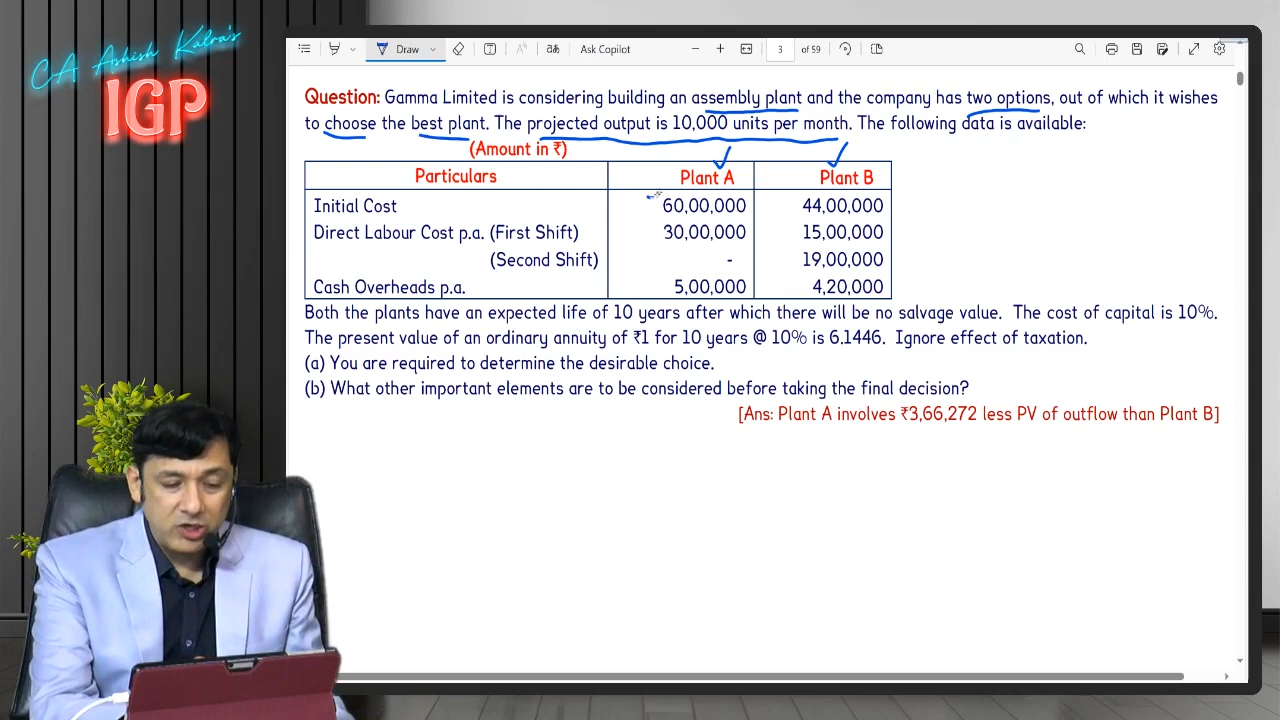 CA Ashish Kalra's
IGP
Draw
Ask Copilot
3 of 59
Question: Gamma Limited is considering building an assembly plant and the company has two options, out of which it wishes
to choose the best plant. The projected output is 10,000 units per month. The following data is available:
(Amount in ₹)
Particulars Plant A Plant B
Initial Cost 60,00,000 44,00,000
Direct Labour Cost p.a. (First Shift) 30,00,000 15,00,000
(Second Shift) - 19,00,000
Cash Overheads p.a. 5,00,000 4,20,000
Both the plants have an expected life of 10 years after which there will be no salvage value. The cost of capital is 10%.
The present value of an ordinary annuity of ₹1 for 10 years @ 10% is 6.1446. Ignore effect of taxation.
(a) You are required to determine the desirable choice.
(b) What other important elements are to be considered before taking the final decision?
[Ans: Plant A involves ₹3,66,272 less PV of outflow than Plant B]